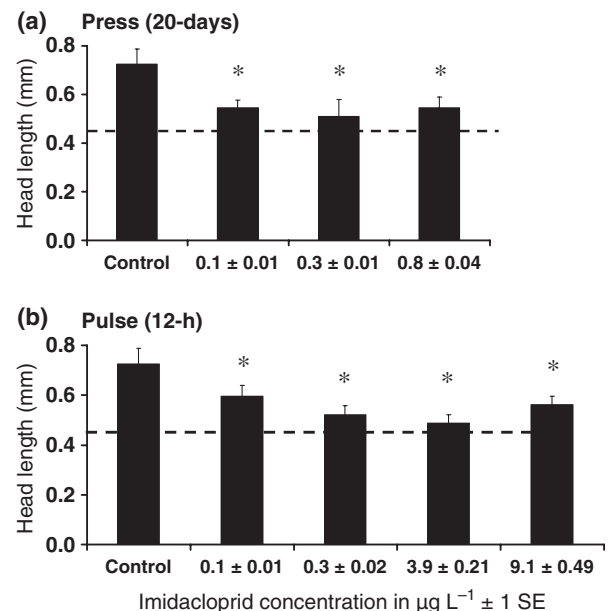 (a) Press (20-days)
Head length (mm)
0.8
0.6
0.4
0.2
0.0
* * *
Control 0.1 ± 0.01 0.3 ± 0.01 0.8 ± 0.04
(b) Pulse (12-h)
Head length (mm)
0.8
0.6
0.4
0.2
0.0
* * * *
Control 0.1 ± 0.01 0.3 ± 0.02 3.9 ± 0.21 9.1 ± 0.49
Imidacloprid concentration in µg L⁻¹ ± 1 SE